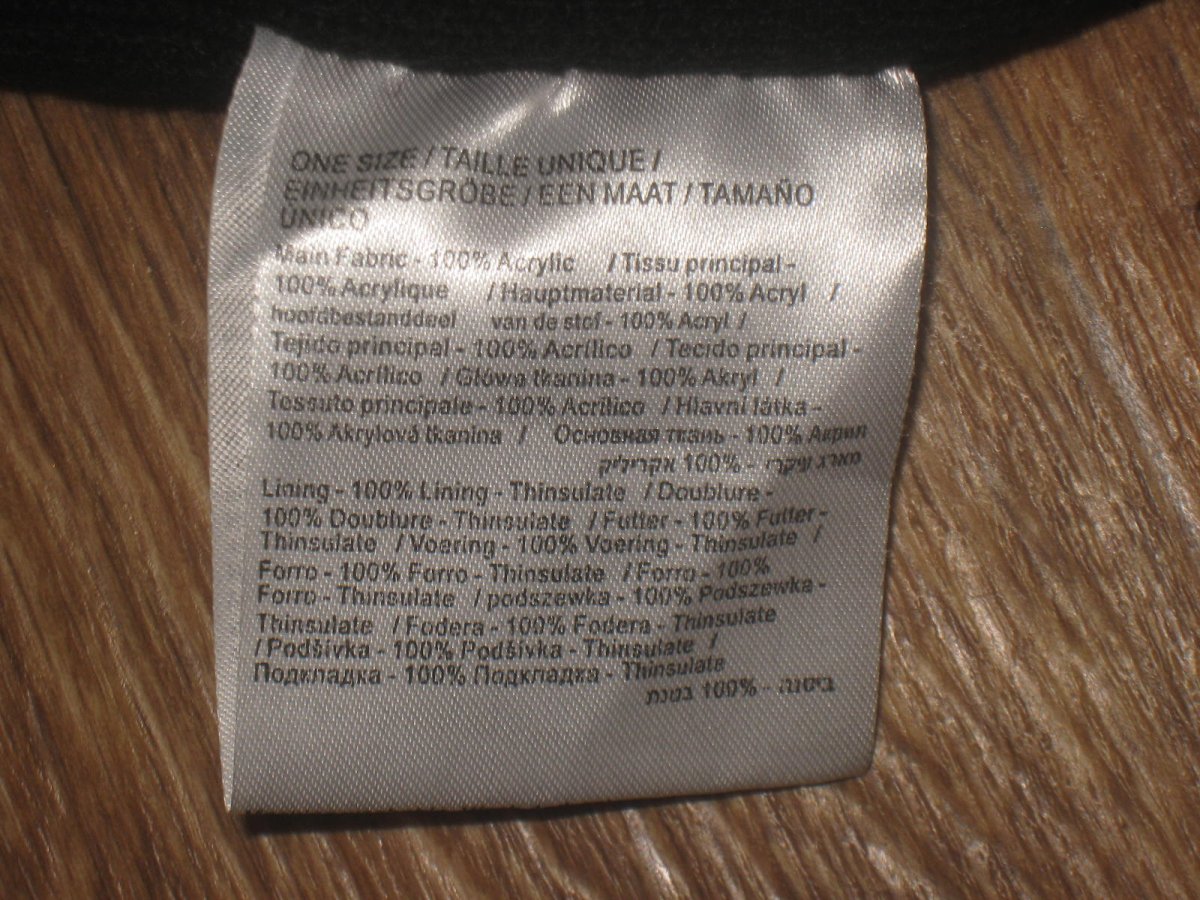 ONE SIZE / TAILLE UNIQUE /
EINHEITSGRÖBE / EEN MAAT / TAMAÑO
ÚNICO
Main Fabric - 100% Acrylic / Tissu principal -
100% Acrylique / Hauptmaterial - 100% Acryl /
hoofdbestanddeel van de stof - 100% Acryl /
Tejido principal - 100% Acrílico / Tecido principal -
100% Acrílico / Główa tkanina - 100% Akryl /
Tessuto principale - 100% Acrilico / Hlavní látka -
100% Akrylová tkanina / Основная ткань - 100% Акрил
מארג עיקרי - 100% אקריליק
Lining - 100% Lining - Thinsulate / Doublure -
100% Doublure - Thinsulate / Futter - 100% Futter -
Thinsulate / Voering - 100% Voering - Thinsulate /
Forro - 100% Forro - Thinsulate / Forro - 100%
Forro - Thinsulate / podszewka - 100% Podszewka -
Thinsulate / Fodera - 100% Fodera - Thinsulate
/ Podšívka - 100% Podšívka - Thinsulate /
Подкладка - 100% Подкладка - Thinsulate
ביטנה - 100% בטנת